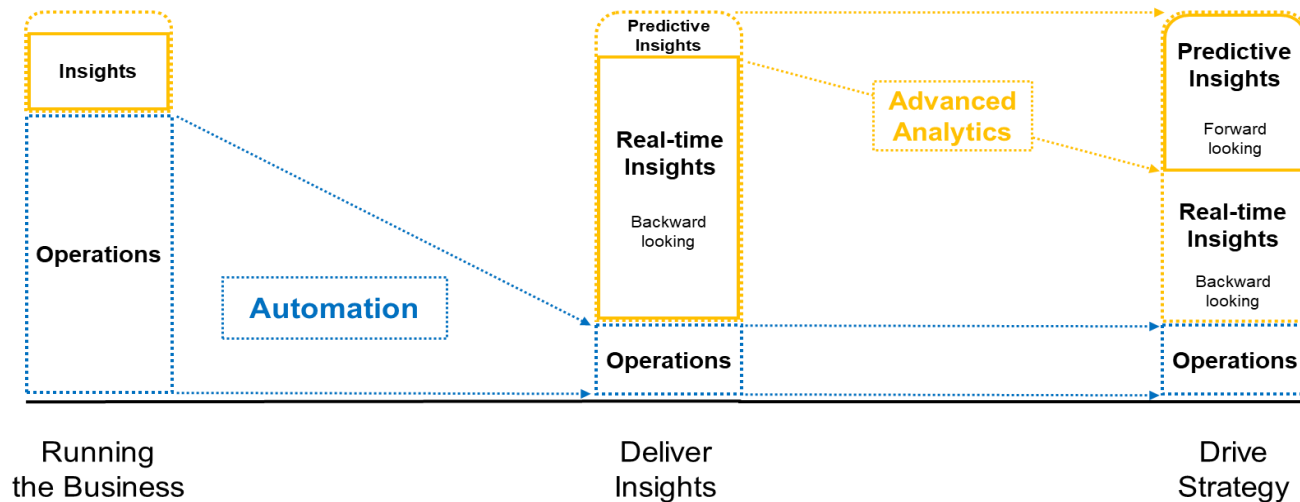 Insights
Operations
Automation
Predictive
Insights
Real-time
Insights
Backward
looking
Operations
Advanced
Analytics
Predictive
Insights
Forward
looking
Real-time
Insights
Backward
looking
Operations
Running
the Business
Deliver
Insights
Drive
Strategy